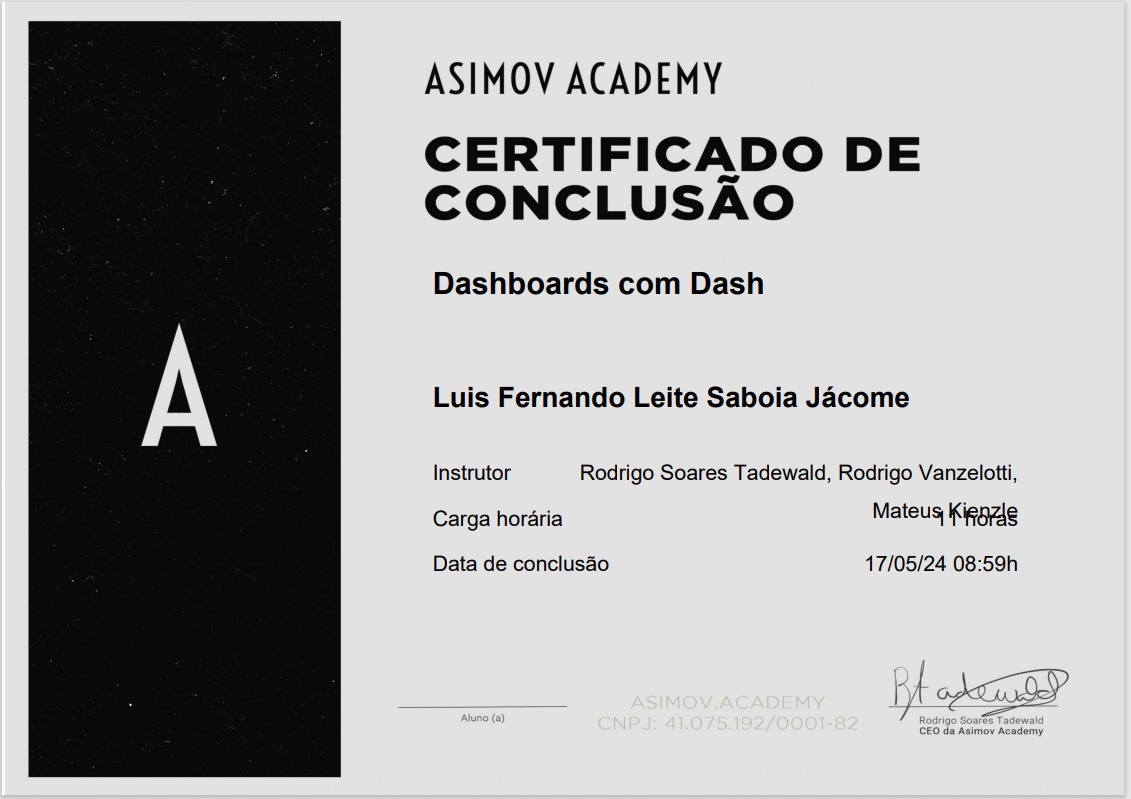 ASIMOV ACADEMY
CERTIFICADO DE
CONCLUSÃO
Dashboards com Dash
A
Luis Fernando Leite Saboia Jácome
Instrutor Rodrigo Soares Tadewald, Rodrigo Vanzelotti,
Mateus Kienzle
Carga horária 11 horas
Data de conclusão 17/05/24 08:59h
Aluno (a)
ASIMOV.ACADEMY
CNPJ: 41.075.192/0001-82
RTadewald
Rodrigo Soares Tadewald
CEO da Asimov Academy